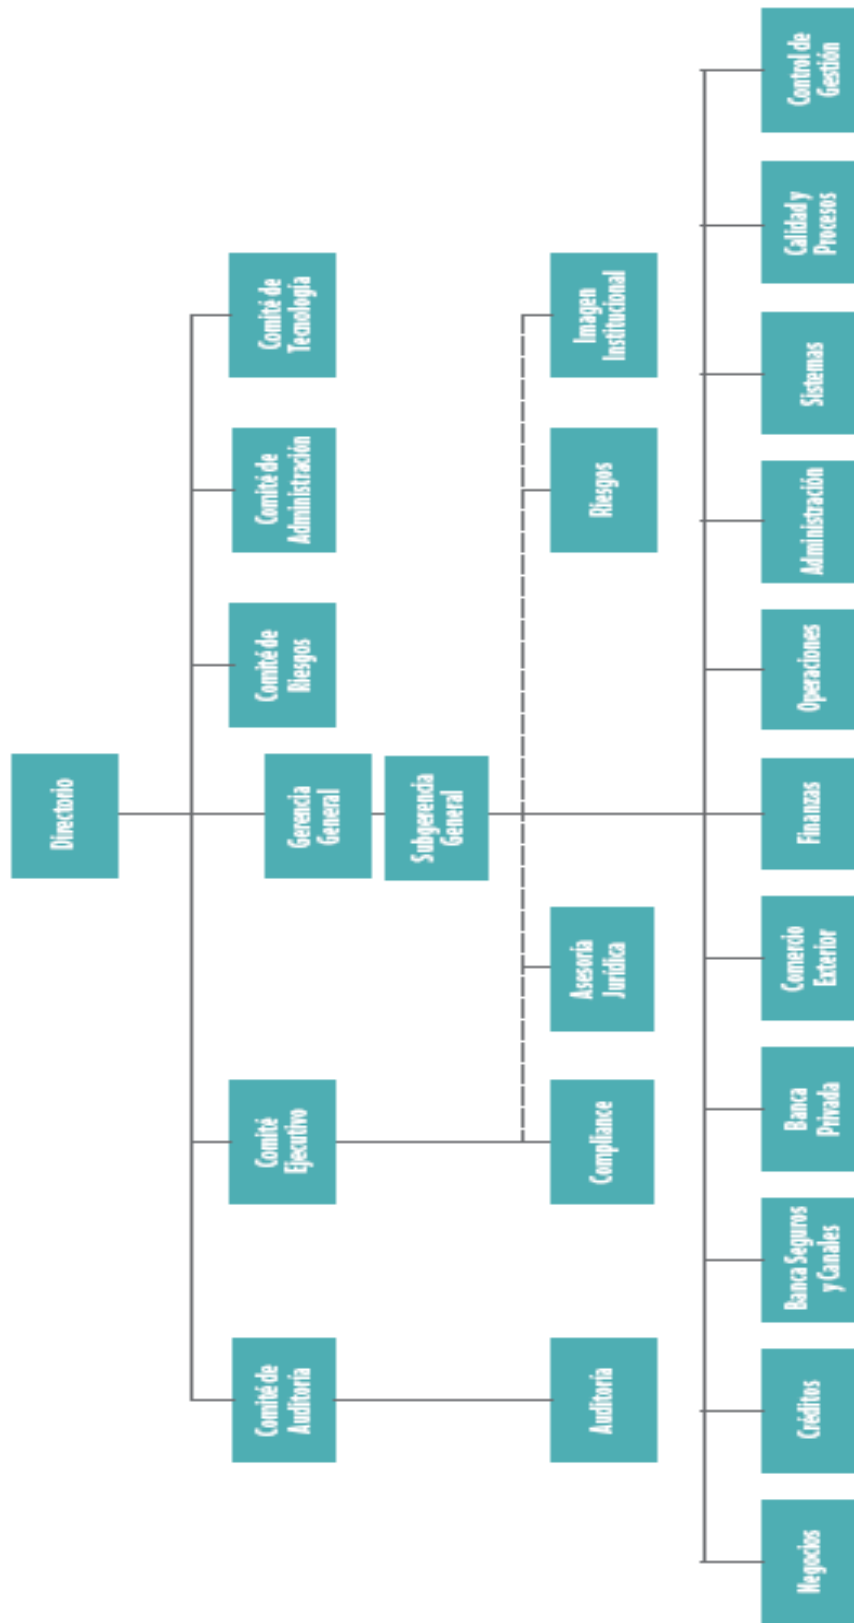 Directorio
Comité de
Auditoría
Comité
Ejecutivo
Gerencia
General
Comité de
Riesgos
Comité de
Administración
Comité de
Tecnología
Subgerencia
General
Auditoría
Compliance
Asesoría
Jurídica
Riesgos
Imagen
Institucional
Negocios
Créditos
Banca Seguros
y Canales
Banca
Privada
Comercio
Exterior
Finanzas
Operaciones
Administración
Sistemas
Calidad y
Procesos
Control de
Gestión